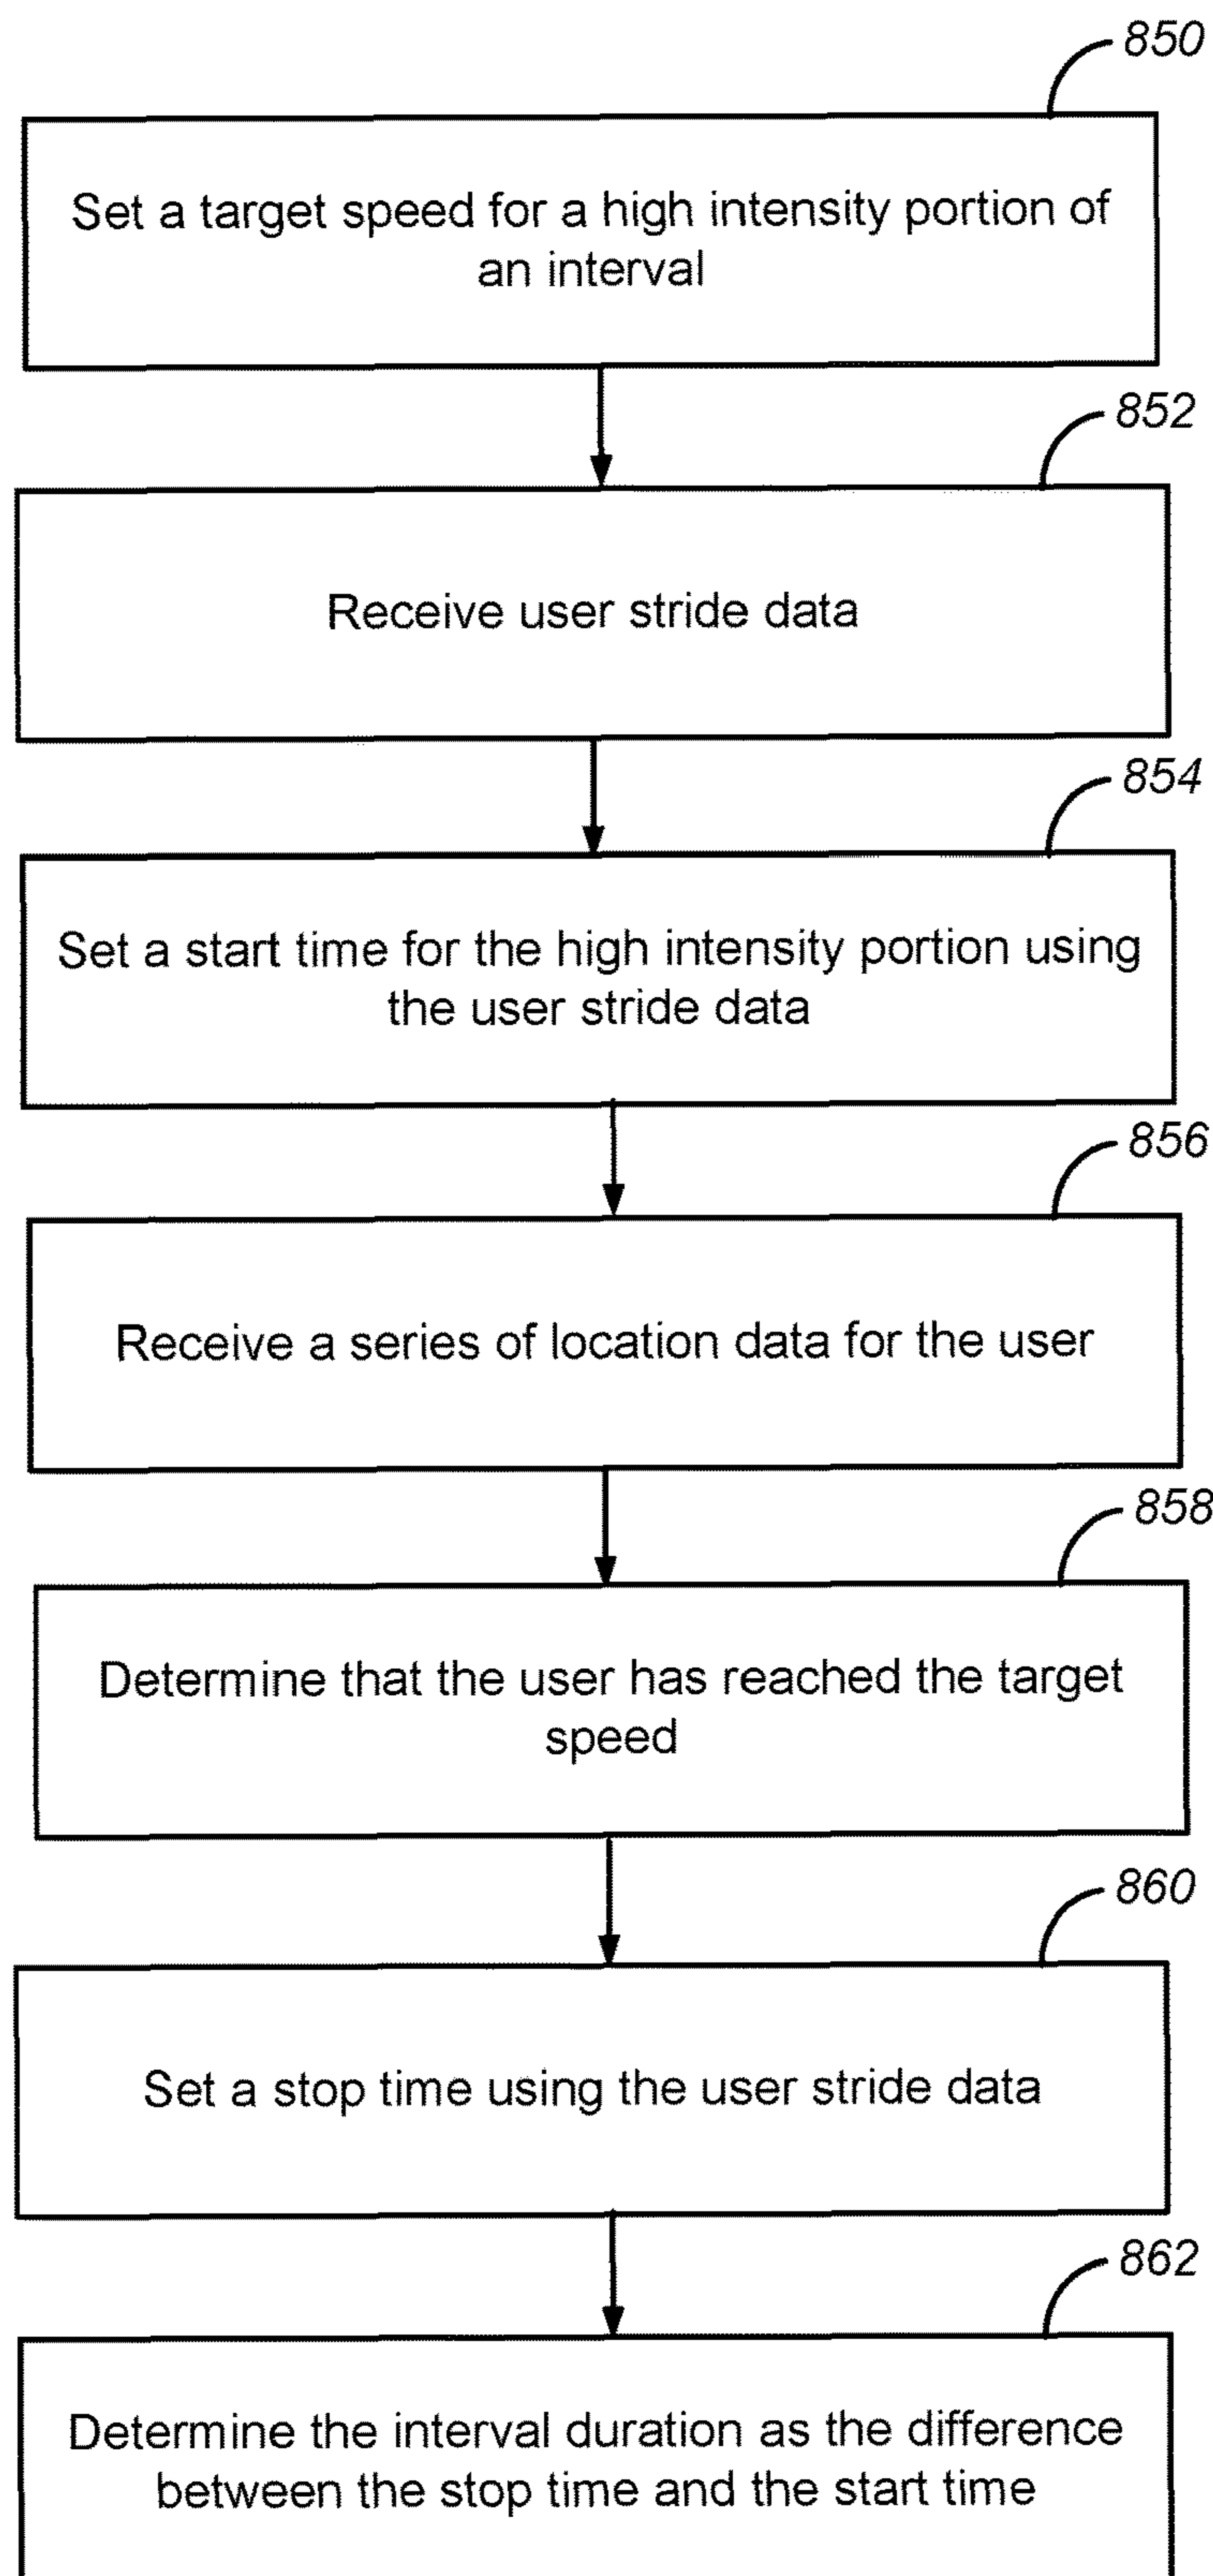 850
Set a target speed for a high intensity portion of
an interval
852
Receive user stride data
854
Set a start time for the high intensity portion using
the user stride data
856
Receive a series of location data for the user
858
Determine that the user has reached the target
speed
860
Set a stop time using the user stride data
862
Determine the interval duration as the difference
between the stop time and the start time